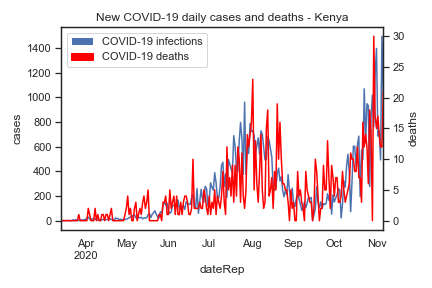 New COVID-19 daily cases and deaths - Kenya
COVID-19 infections
COVID-19 deaths
1400
1200
1000
800
600
400
200
0
cases
30
25
20
15
10
5
0
deaths
Apr May Jun Jul Aug Sep Oct Nov
2020
dateRep